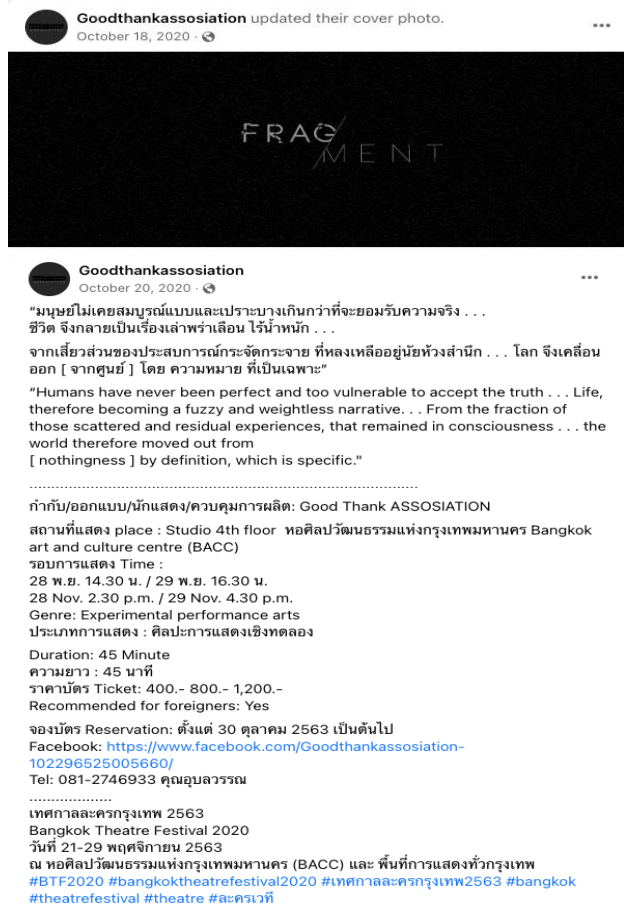 Goodthankassosiation updated their cover photo.
October 18, 2020 ·
FRAG
MENT
Goodthankassosiation
October 20, 2020 ·
“มนุษย์ไม่เคยสมบูรณ์แบบและเปราะบางเกินกว่าที่จะยอมรับความจริง . . .
ชีวิต จึงกลายเป็นเรื่องเล่าพร่าเลือน ไร้น้ำหนัก . . .
จากเสี้ยวส่วนของประสบการณ์กระจัดกระจาย ที่หลงเหลืออยู่นัยห้วงสำนึก . . . โลก จึงเคลื่อน
ออก [ จากศูนย์ ] โดย ความหมาย ที่เป็นเฉพาะ”
“Humans have never been perfect and too vulnerable to accept the truth . . . Life,
therefore becoming a fuzzy and weightless narrative. . . From the fraction of
those scattered and residual experiences, that remained in consciousness . . . the
world therefore moved out from
[ nothingness ] by definition, which is specific."
กำกับ/ออกแบบ/นักแสดง/ควบคุมการผลิต: Good Thank ASSOSIATION
สถานที่แสดง place : Studio 4th floor หอศิลปวัฒนธรรมแห่งกรุงเทพมหานคร Bangkok
art and culture centre (BACC)
รอบการแสดง Time :
28 พ.ย. 14.30 น. / 29 พ.ย. 16.30 น.
28 Nov. 2.30 p.m. / 29 Nov. 4.30 p.m.
Genre: Experimental performance arts
ประเภทการแสดง : ศิลปะการแสดงเชิงทดลอง
Duration: 45 Minute
ความยาว : 45 นาที
ราคาบัตร Ticket: 400.- 800.- 1,200.-
Recommended for foreigners: Yes
จองบัตร Reservation: ตั้งแต่ 30 ตุลาคม 2563 เป็นต้นไป
Facebook: https://www.facebook.com/Goodthankassosiation-
102296525005660/
Tel: 081-2746933 คุณอุบลวรรณ
...................
เทศกาลละครกรุงเทพ 2563
Bangkok Theatre Festival 2020
วันที่ 21-29 พฤศจิกายน 2563
ณ หอศิลปวัฒนธรรมแห่งกรุงเทพมหานคร (BACC) และ พื้นที่การแสดงทั่วกรุงเทพ
#BTF2020 #bangkoktheatrefestival2020 #เทศกาลละครกรุงเทพ2563 #bangkok
#theatrefestival #theatre #ละครเวที